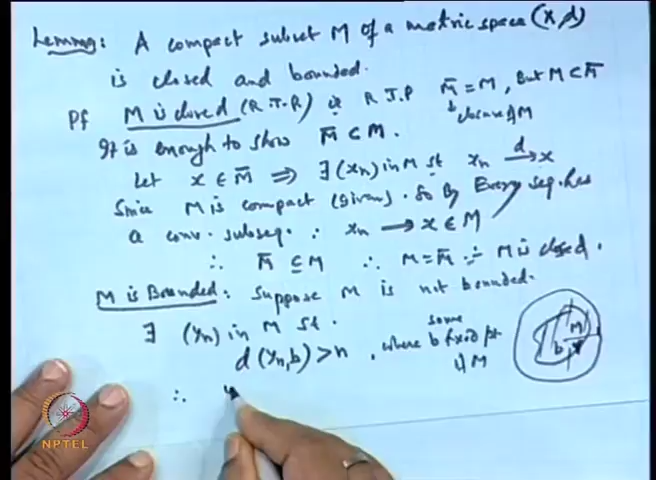 Lemma: A compact subset M of a metric space (X,d)
is closed and bounded.
Pf M is closed (R.T.P) is R.T.P M̄ = M, But M ⊂ M̄
↓ closure of M
It is enough to show M̄ ⊂ M.
Let x ∈ M̄ ⇒ ∃ (xn) in M st xn →d x
Since M is compact (given). So By Every seq. has
a conv. subseq. ∴ xn → x ∈ M
∴ M̄ ⊆ M ∴ M = M̄ ∴ M is closed.
M is Bounded: Suppose M is not bounded.
∃ (yn) in M st.
d(yn,b) > n, where b some fixed pt
of M
M
b
∴ y
NPTEL